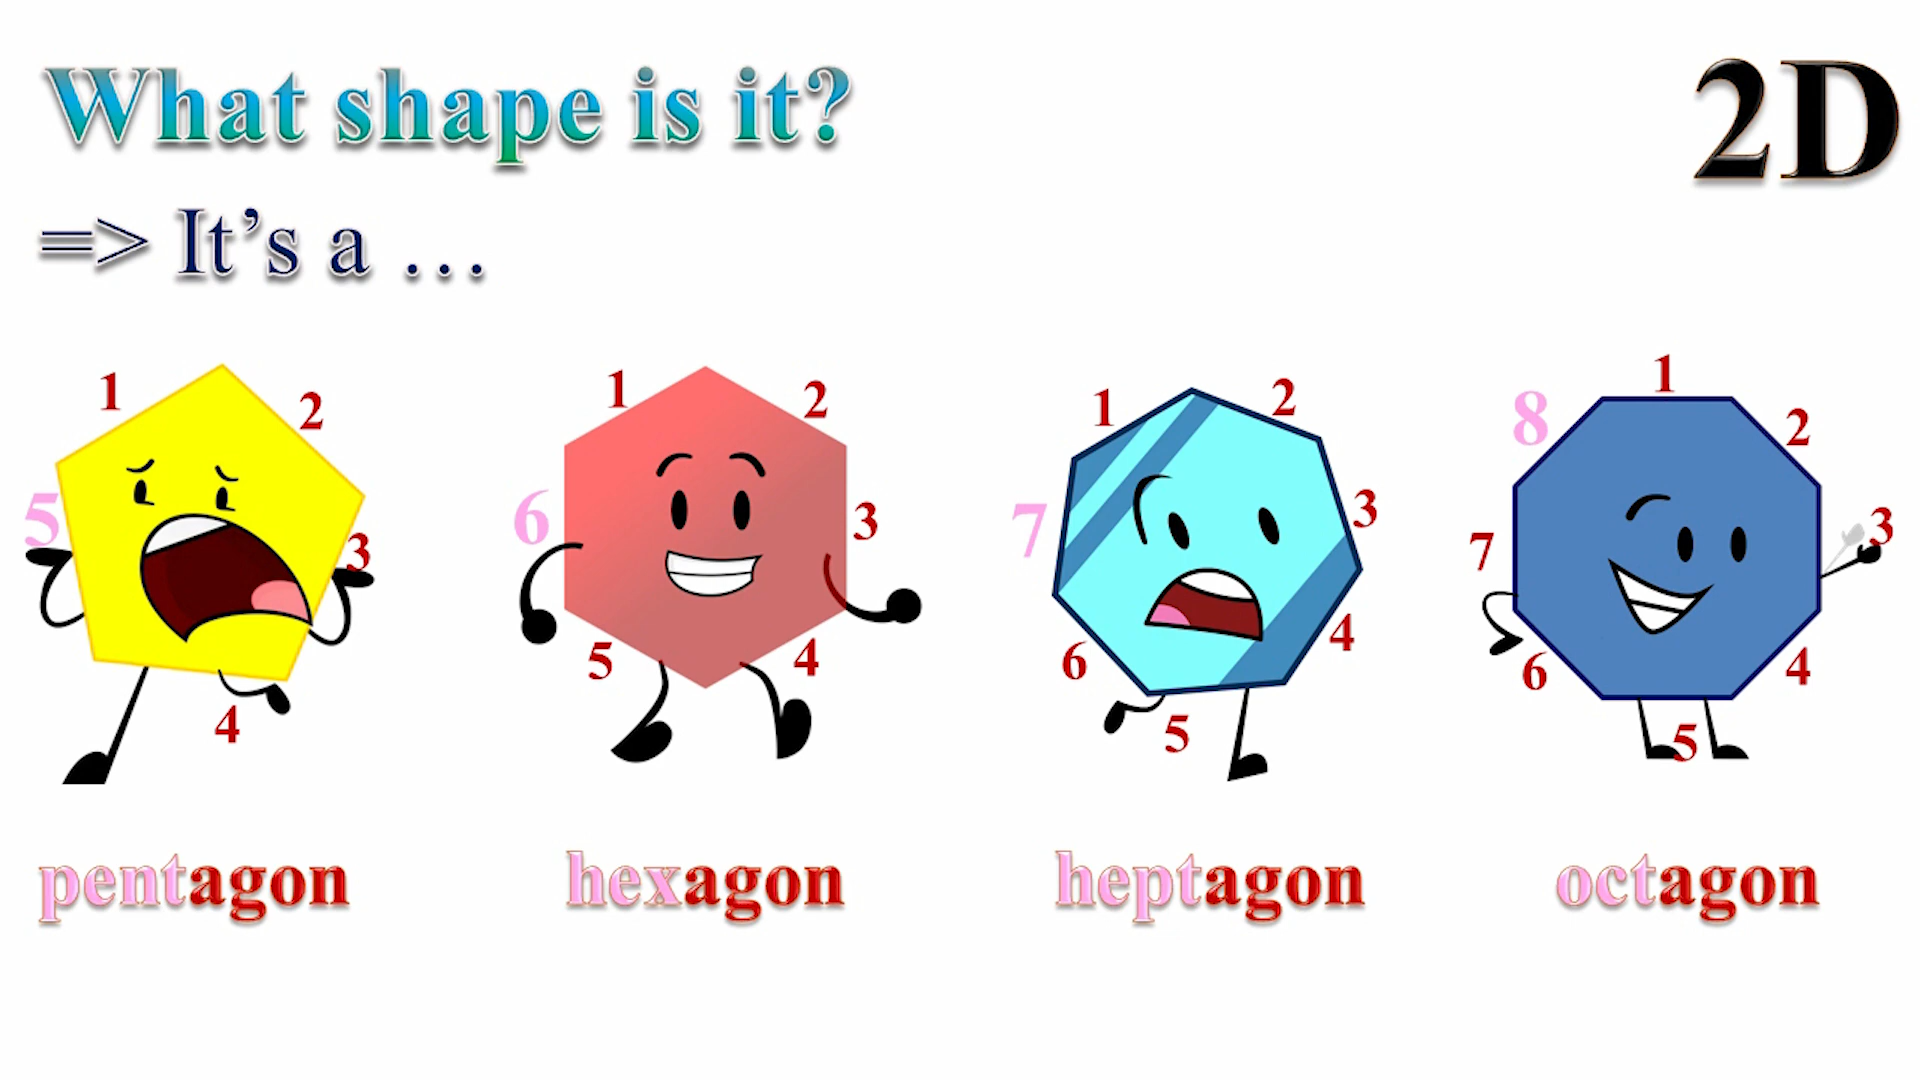 What shape is it?
2D
=> It’s a …
1 2 3 4 5
1 2 3 4 5 6
1 2 3 4 5 6 7
1 2 3 4 5 6 7 8
pentagon
hexagon
heptagon
octagon